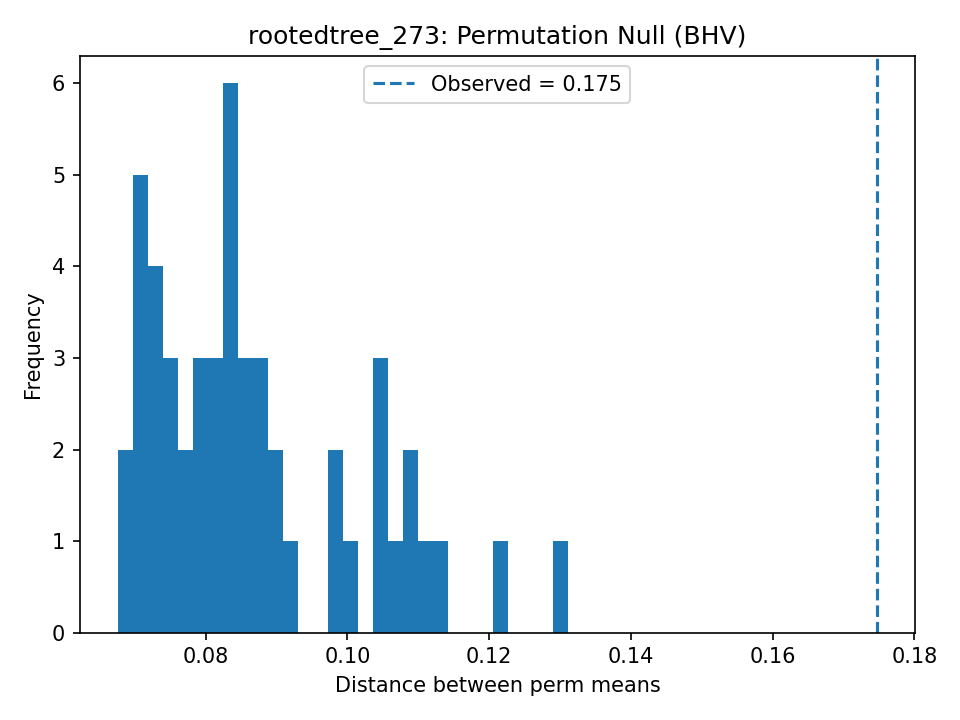 rootedtree_273: Permutation Null (BHV)
Observed = 0.175
Frequency
6
5
4
3
2
1
0
0.08 0.10 0.12 0.14 0.16 0.18
Distance between perm means